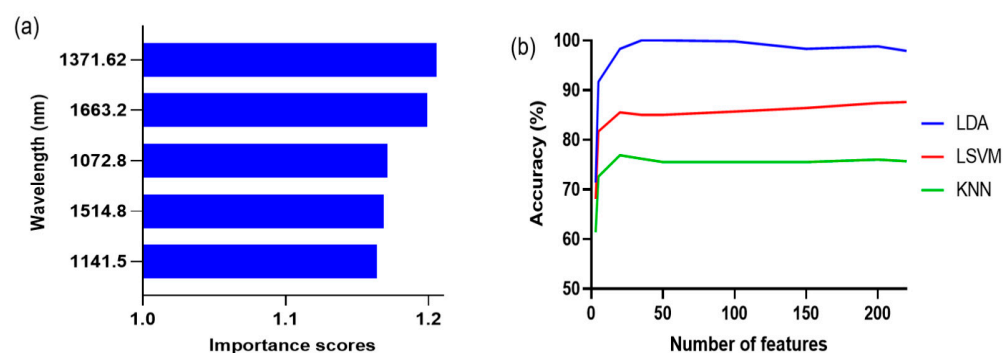 (a)
Wavelength (nm)
1371.62
1663.2
1072.8
1514.8
1141.5
1.0 1.1 1.2
Importance scores
(b)
Accuracy (%)
100
90
80
70
60
50
0 50 100 150 200
Number of features
LDA
LSVM
KNN